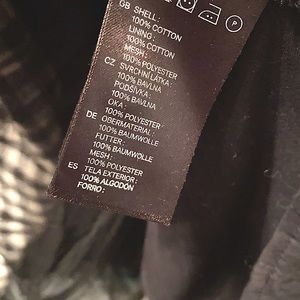 GB SHELL :
100% COTTON
LINING :
100% COTTON
MESH :
100% POLYESTER
CZ SVRCHNÍ LÁTKA :
100% BAVLNA
PODŠÍVKA :
100% BAVLNA
OKA :
100% POLYESTER
DE OBERMATERIAL :
100% BAUMWOLLE
FUTTER :
100% BAUMWOLLE
MESH :
100% POLYESTER
ES TELA EXTERIOR :
100% ALGODÓN
FORRO :
P